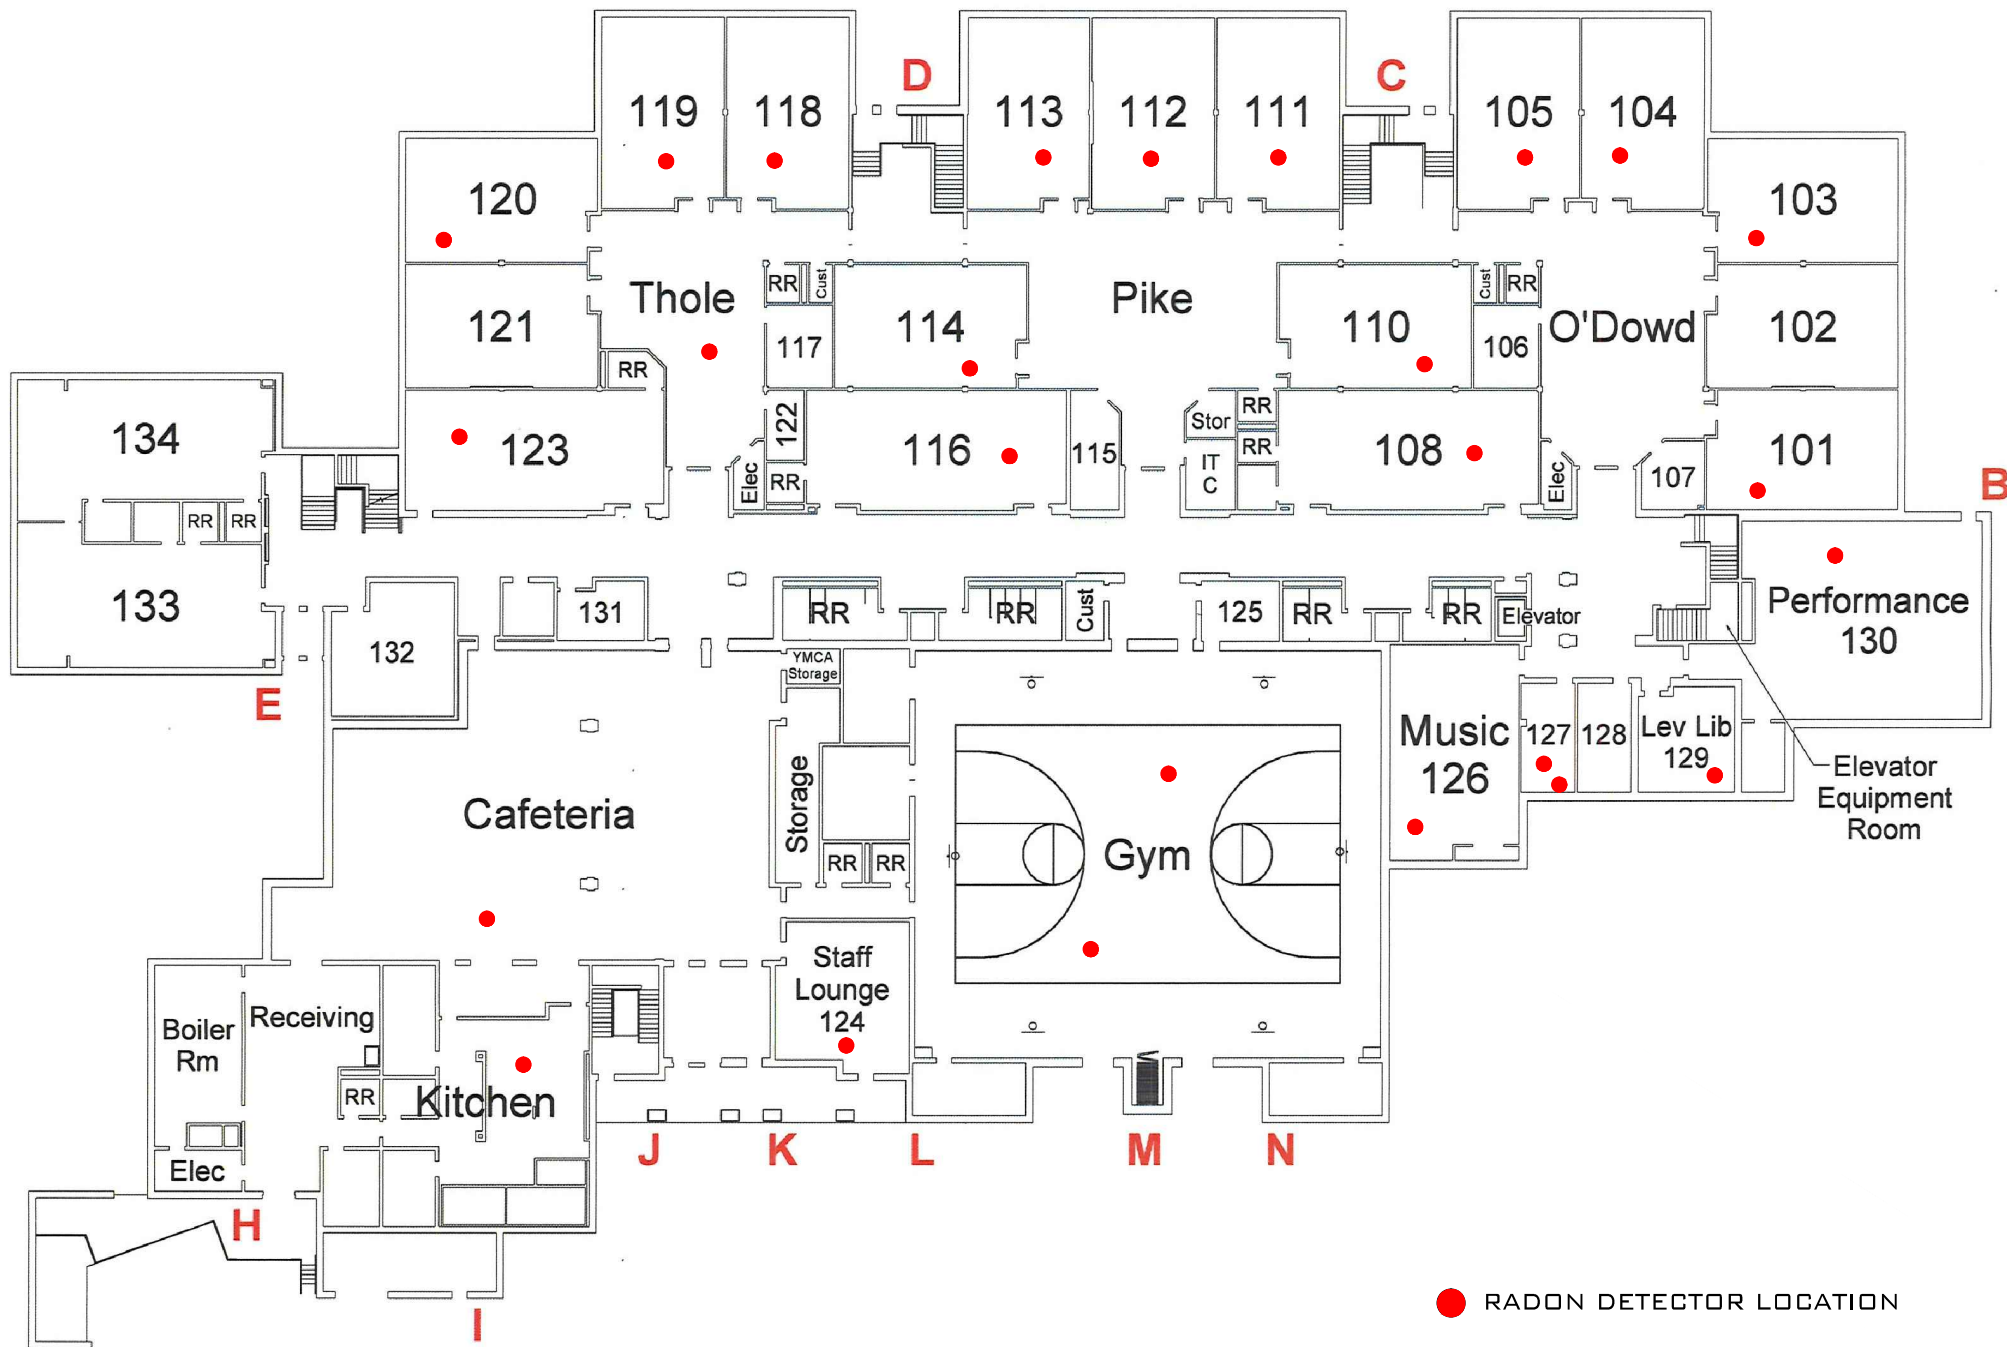 D
C
119
118
113
112
111
105
104
120
103
Thole
RR
Cust
Pike
Cust
RR
121
117
114
110
106
O'Dowd
102
RR
134
123
122
116
115
Stor
RR
RR
IT
C
108
101
Elec
RR
Elec
107
B
RR
RR
133
131
RR
RR
Cust
125
RR
RR
Elevator
Performance
130
132
YMCA
Storage
E
Music
126
127
128
Lev Lib
129
Storage
Cafeteria
Gym
Elevator
Equipment
Room
RR
RR
Staff
Lounge
124
Boiler
Rm
Receiving
RR
Kitchen
Elec
J
K
L
M
N
H
I
RADON DETECTOR LOCATION